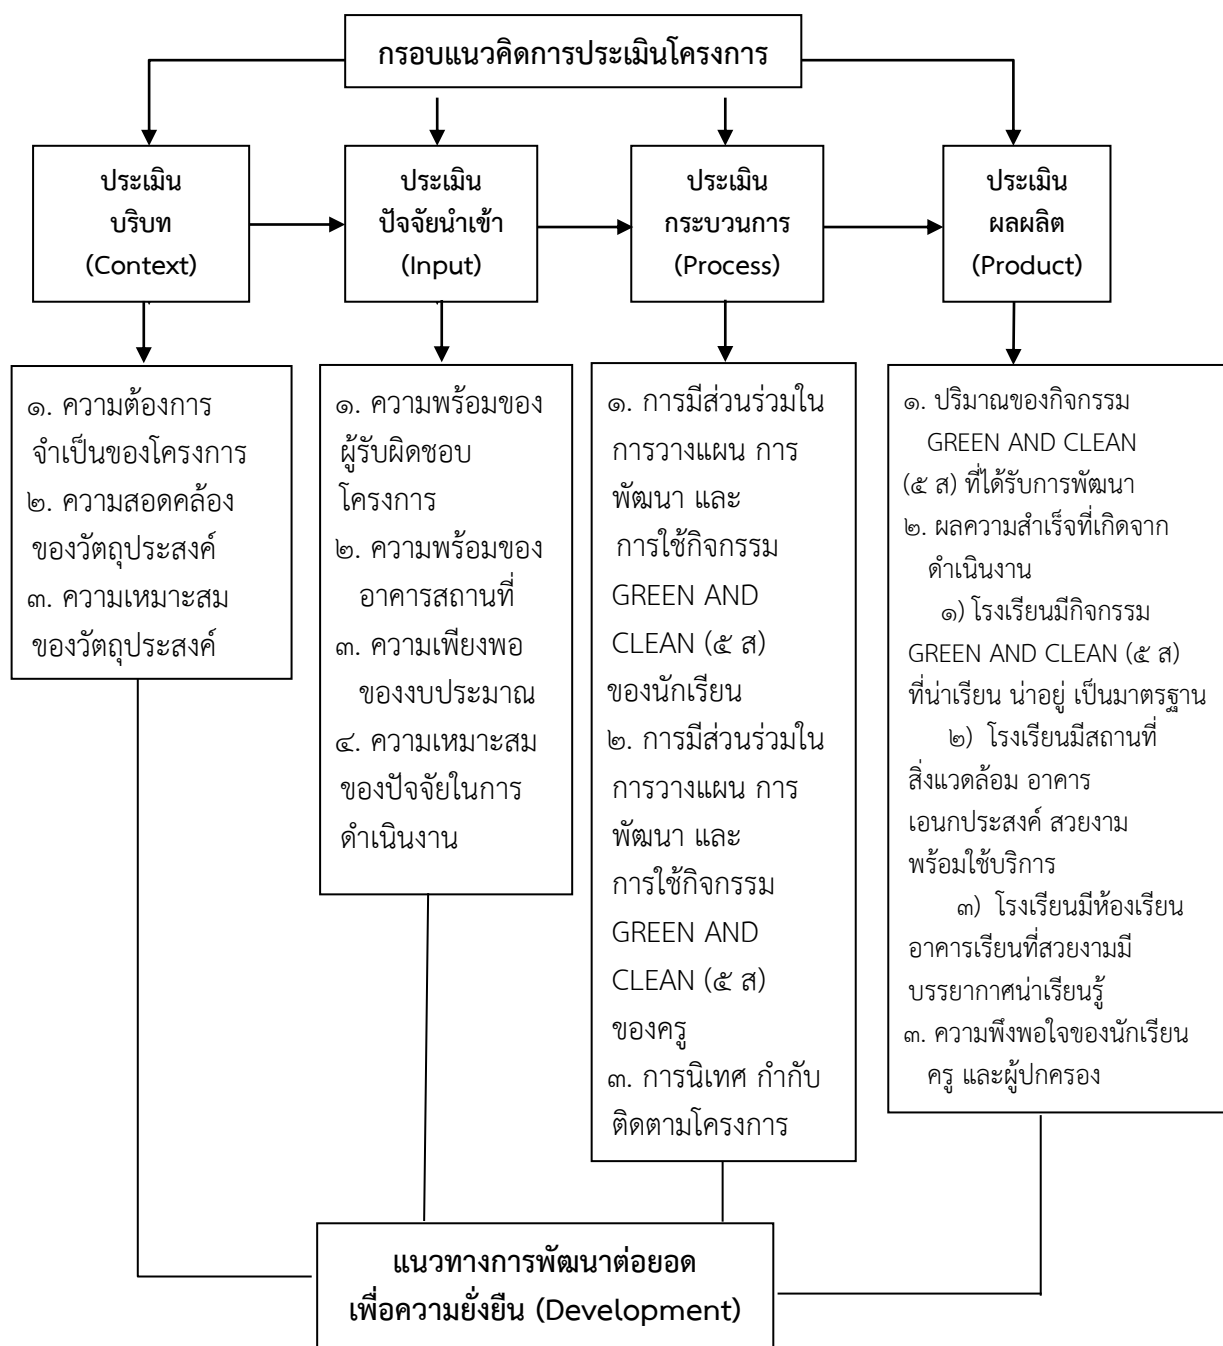 กรอบแนวคิดการประเมินโครงการ
ประเมิน
บริบท
(Context)
ประเมิน
ปัจจัยนำเข้า
(Input)
ประเมิน
กระบวนการ
(Process)
ประเมิน
ผลผลิต
(Product)
๑. ความต้องการ
จำเป็นของโครงการ
๒. ความสอดคล้อง
ของวัตถุประสงค์
๓. ความเหมาะสม
ของวัตถุประสงค์
๑. ความพร้อมของ
ผู้รับผิดชอบ
โครงการ
๒. ความพร้อมของ
อาคารสถานที่
๓. ความเพียงพอ
ของงบประมาณ
๔. ความเหมาะสม
ของปัจจัยในการ
ดำเนินงาน
๑. การมีส่วนร่วมใน
การวางแผน การ
พัฒนา และ
การใช้กิจกรรม
GREEN AND
CLEAN (๕ ส)
ของนักเรียน
๒. การมีส่วนร่วมใน
การวางแผน การ
พัฒนา และ
การใช้กิจกรรม
GREEN AND
CLEAN (๕ ส)
ของครู
๓. การนิเทศ กำกับ
ติดตามโครงการ
๑. ปริมาณของกิจกรรม
GREEN AND CLEAN
(๕ ส) ที่ได้รับการพัฒนา
๒. ผลความสำเร็จที่เกิดจาก
ดำเนินงาน
๑) โรงเรียนมีกิจกรรม
GREEN AND CLEAN (๕ ส)
ที่น่าเรียน น่าอยู่ เป็นมาตรฐาน
๒) โรงเรียนมีสถานที่
สิ่งแวดล้อม อาคาร
เอนกประสงค์ สวยงาม
พร้อมใช้บริการ
๓) โรงเรียนมีห้องเรียน
อาคารเรียนที่สวยงามมี
บรรยากาศน่าเรียนรู้
๓. ความพึงพอใจของนักเรียน
ครู และผู้ปกครอง
แนวทางการพัฒนาต่อยอด
เพื่อความยั่งยืน (Development)